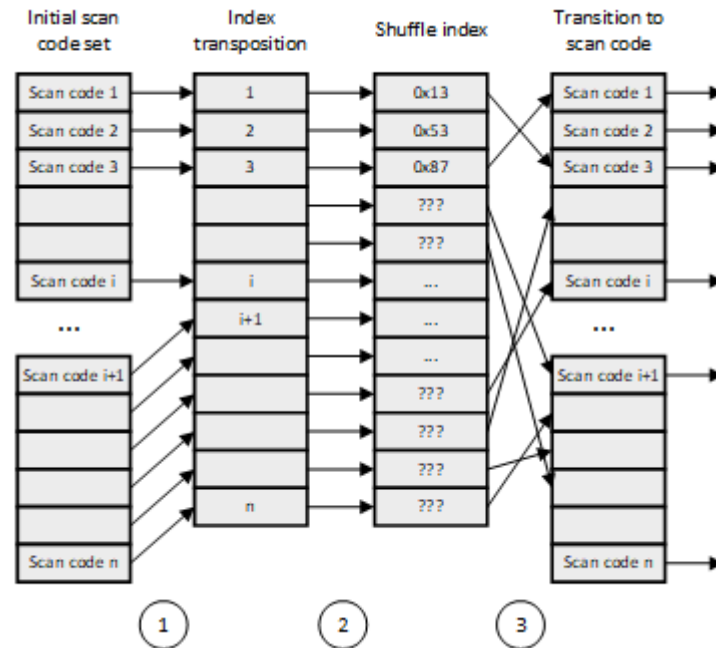 Initial scan
code set
Index
transposition
Shuffle index
Transition to
scan code
Scan code 1
1
0x13
Scan code 1
Scan code 2
2
0x53
Scan code 2
Scan code 3
3
0x87
Scan code 3
???
???
Scan code i
i
...
Scan code i
...
i+1
...
...
...
Scan code i+1
???
Scan code i+1
???
???
n
???
Scan code n
Scan code n
1
2
3